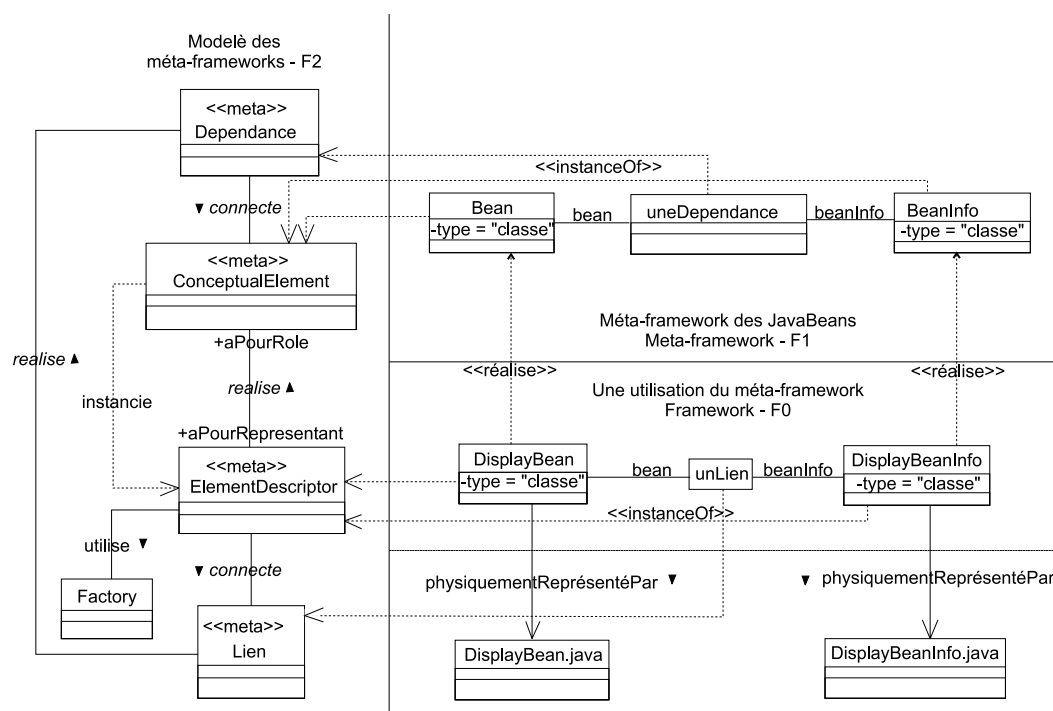 Modelè des
méta-frameworks - F2
<<meta>>
Dependance
<<instanceOf>>
▼ connecte
Bean
-type = "classe"
bean
uneDependance
beanInfo
BeanInfo
-type = "classe"
<<meta>>
ConceptualElement
Méta-framework des JavaBeans
Meta-framework - F1
+aPourRole
realise ▲
<<réalise>>
<<réalise>>
realise ▲
instancie
Une utilisation du méta-framework
Framework - F0
+aPourRepresentant
<<meta>>
ElementDescriptor
DisplayBean
-type = "classe"
bean
unLien
beanInfo
DisplayBeanInfo
-type = "classe"
<<instanceOf>>
utilise ▼
▼ connecte
physiquementReprésentéPar ▼
▼ physiquementReprésentéPar
Factory
<<meta>>
Lien
DisplayBean.java
DisplayBeanInfo.java